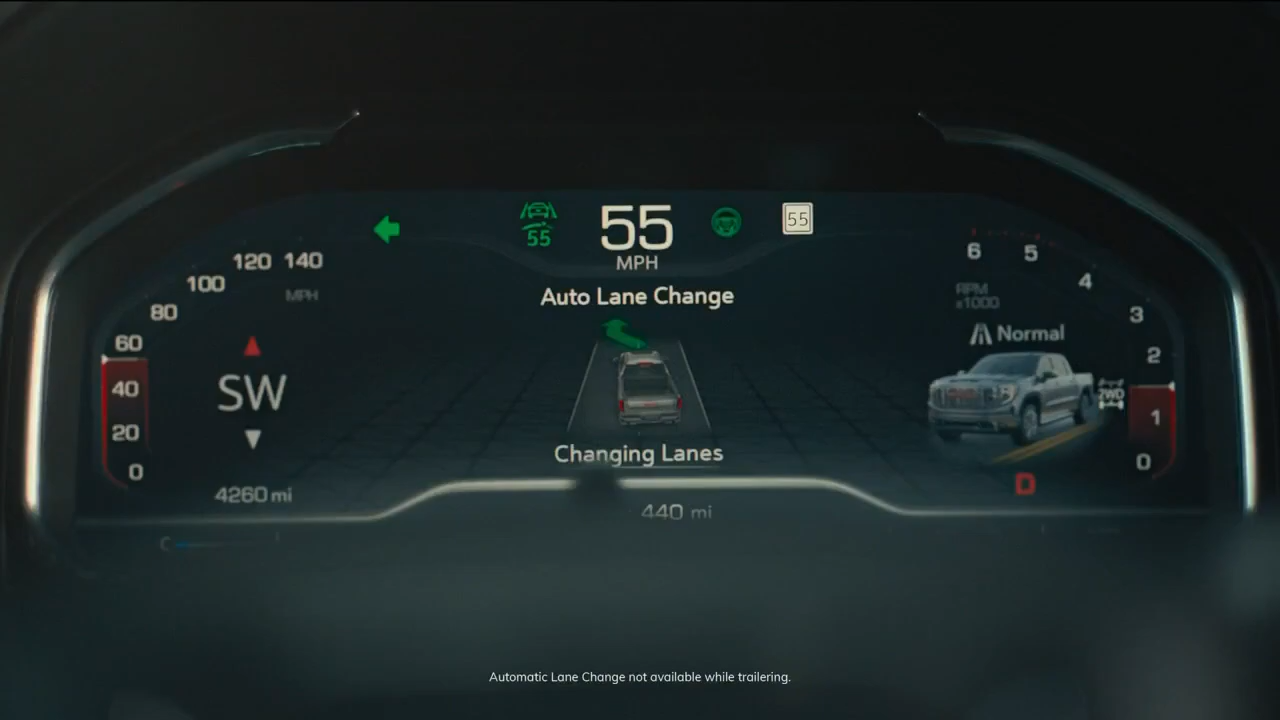 55
55
55
MPH
Auto Lane Change
Changing Lanes
440 mi
140
120
100
80
60
40
20
0
MPH
SW
4260 mi
6
5
4
3
2
1
0
RPM
x1000
Normal
2WD
D
Automatic Lane Change not available while trailering.